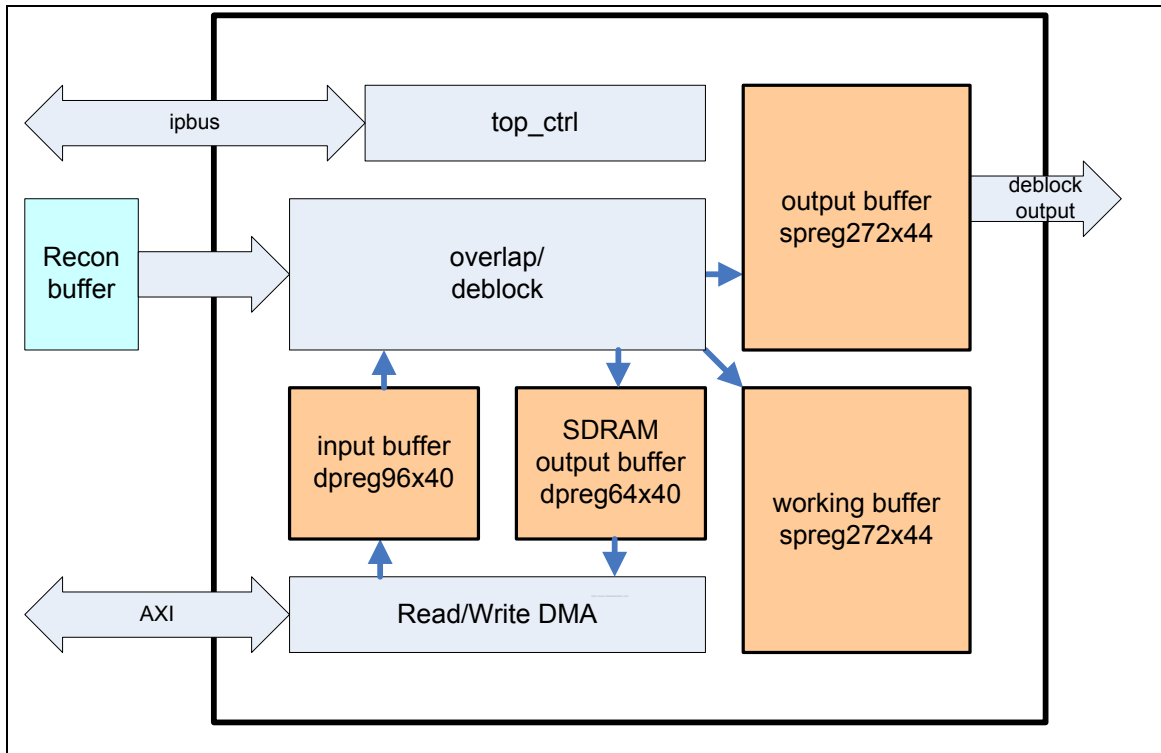 ipbus
top_ctrl
output buffer
spreg272x44
deblock
output
Recon
buffer
overlap/
deblock
input buffer
dpreg96x40
SDRAM
output buffer
dpreg64x40
working buffer
spreg272x44
AXI
Read/Write DMA